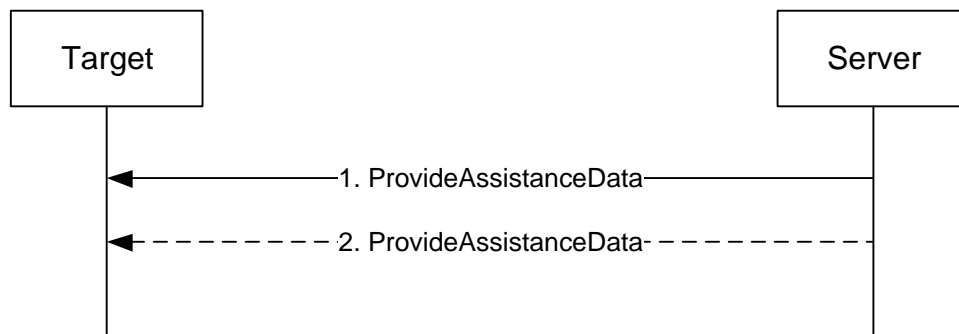 Target
Server
1. ProvideAssistanceData
2. ProvideAssistanceData